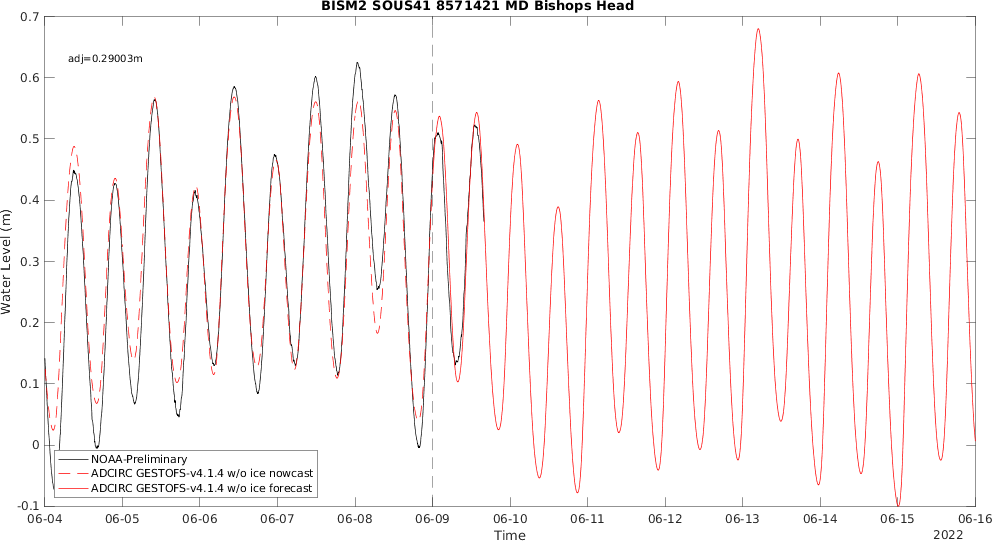 BISM2 SOUS41 8571421 MD Bishops Head
adj=0.29003m
Water Level (m)
0.7
0.6
0.5
0.4
0.3
0.2
0.1
0
-0.1
NOAA-Preliminary
ADCIRC GESTOFS-v4.1.4 w/o ice nowcast
ADCIRC GESTOFS-v4.1.4 w/o ice forecast
06-04 06-05 06-06 06-07 06-08 06-09 06-10 06-11 06-12 06-13 06-14 06-15 06-16
Time
2022